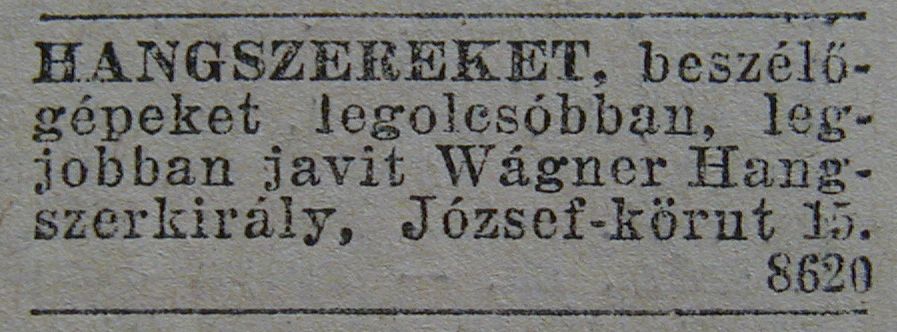 HANGSZEREKET, beszélő-
gépeket legolcsóbban, leg-
jobban javit Wágner Hang-
szerkirály, József-körut 15.
8620